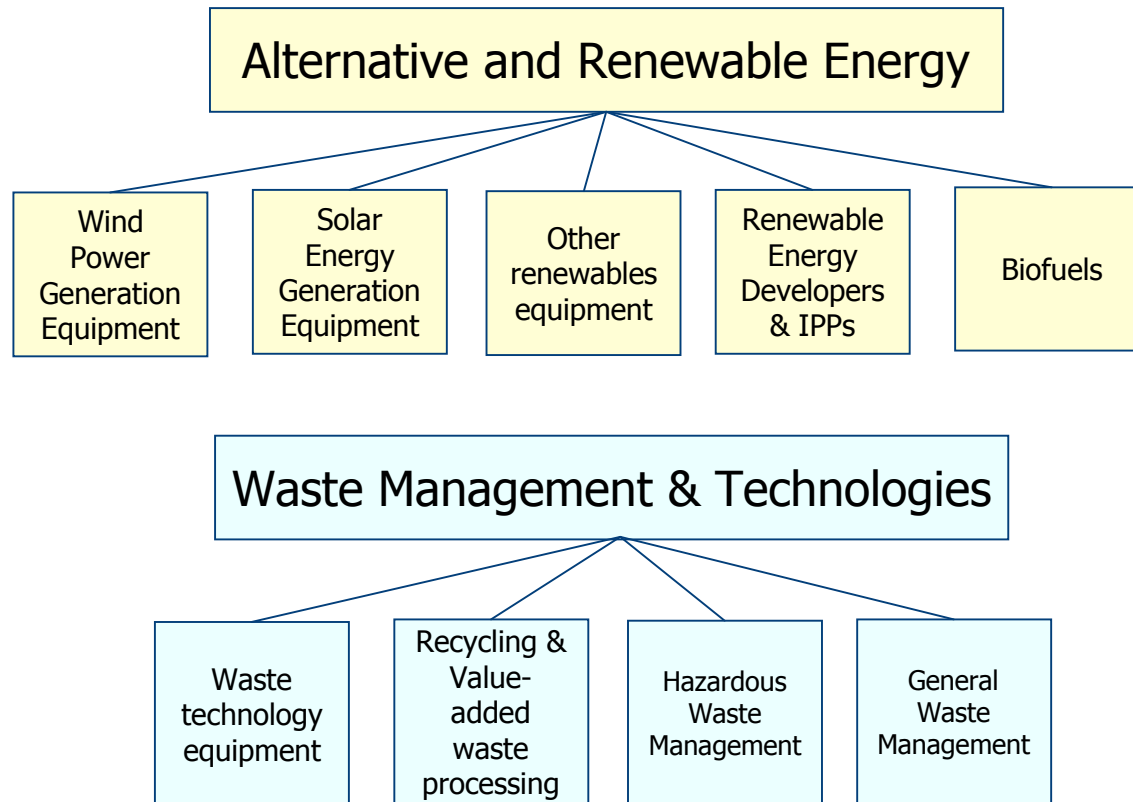 Alternative and Renewable Energy
Wind
Power
Generation
Equipment
Solar
Energy
Generation
Equipment
Other
renewables
equipment
Renewable
Energy
Developers
& IPPs
Biofuels
Waste Management & Technologies
Waste
technology
equipment
Recycling &
Value-
added
waste
processing
Hazardous
Waste
Management
General
Waste
Management